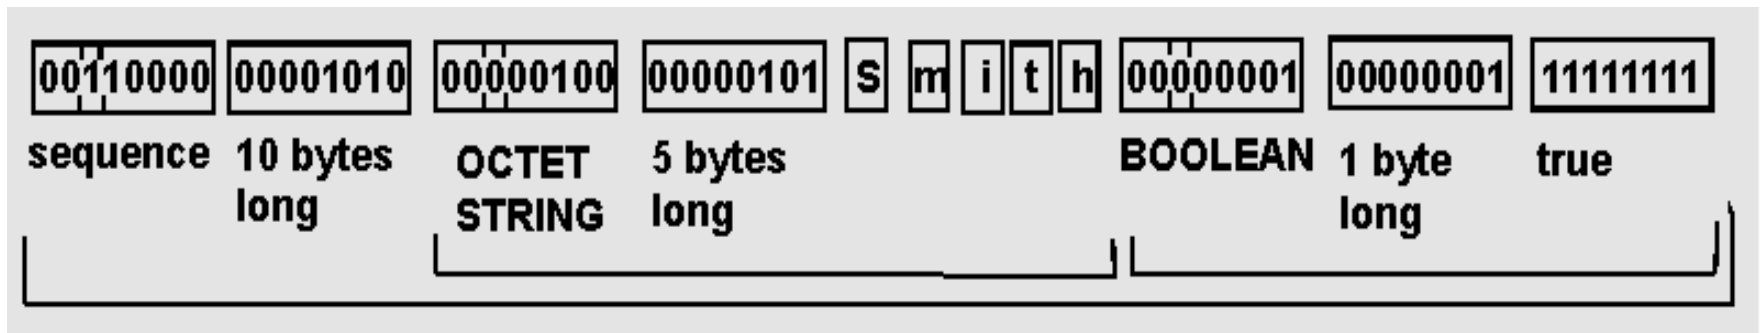 00110000 00001010 00000100 00000101 S m i t h 00000001 00000001 11111111
sequence 10 bytes long OCTET STRING 5 bytes long BOOLEAN 1 byte long true